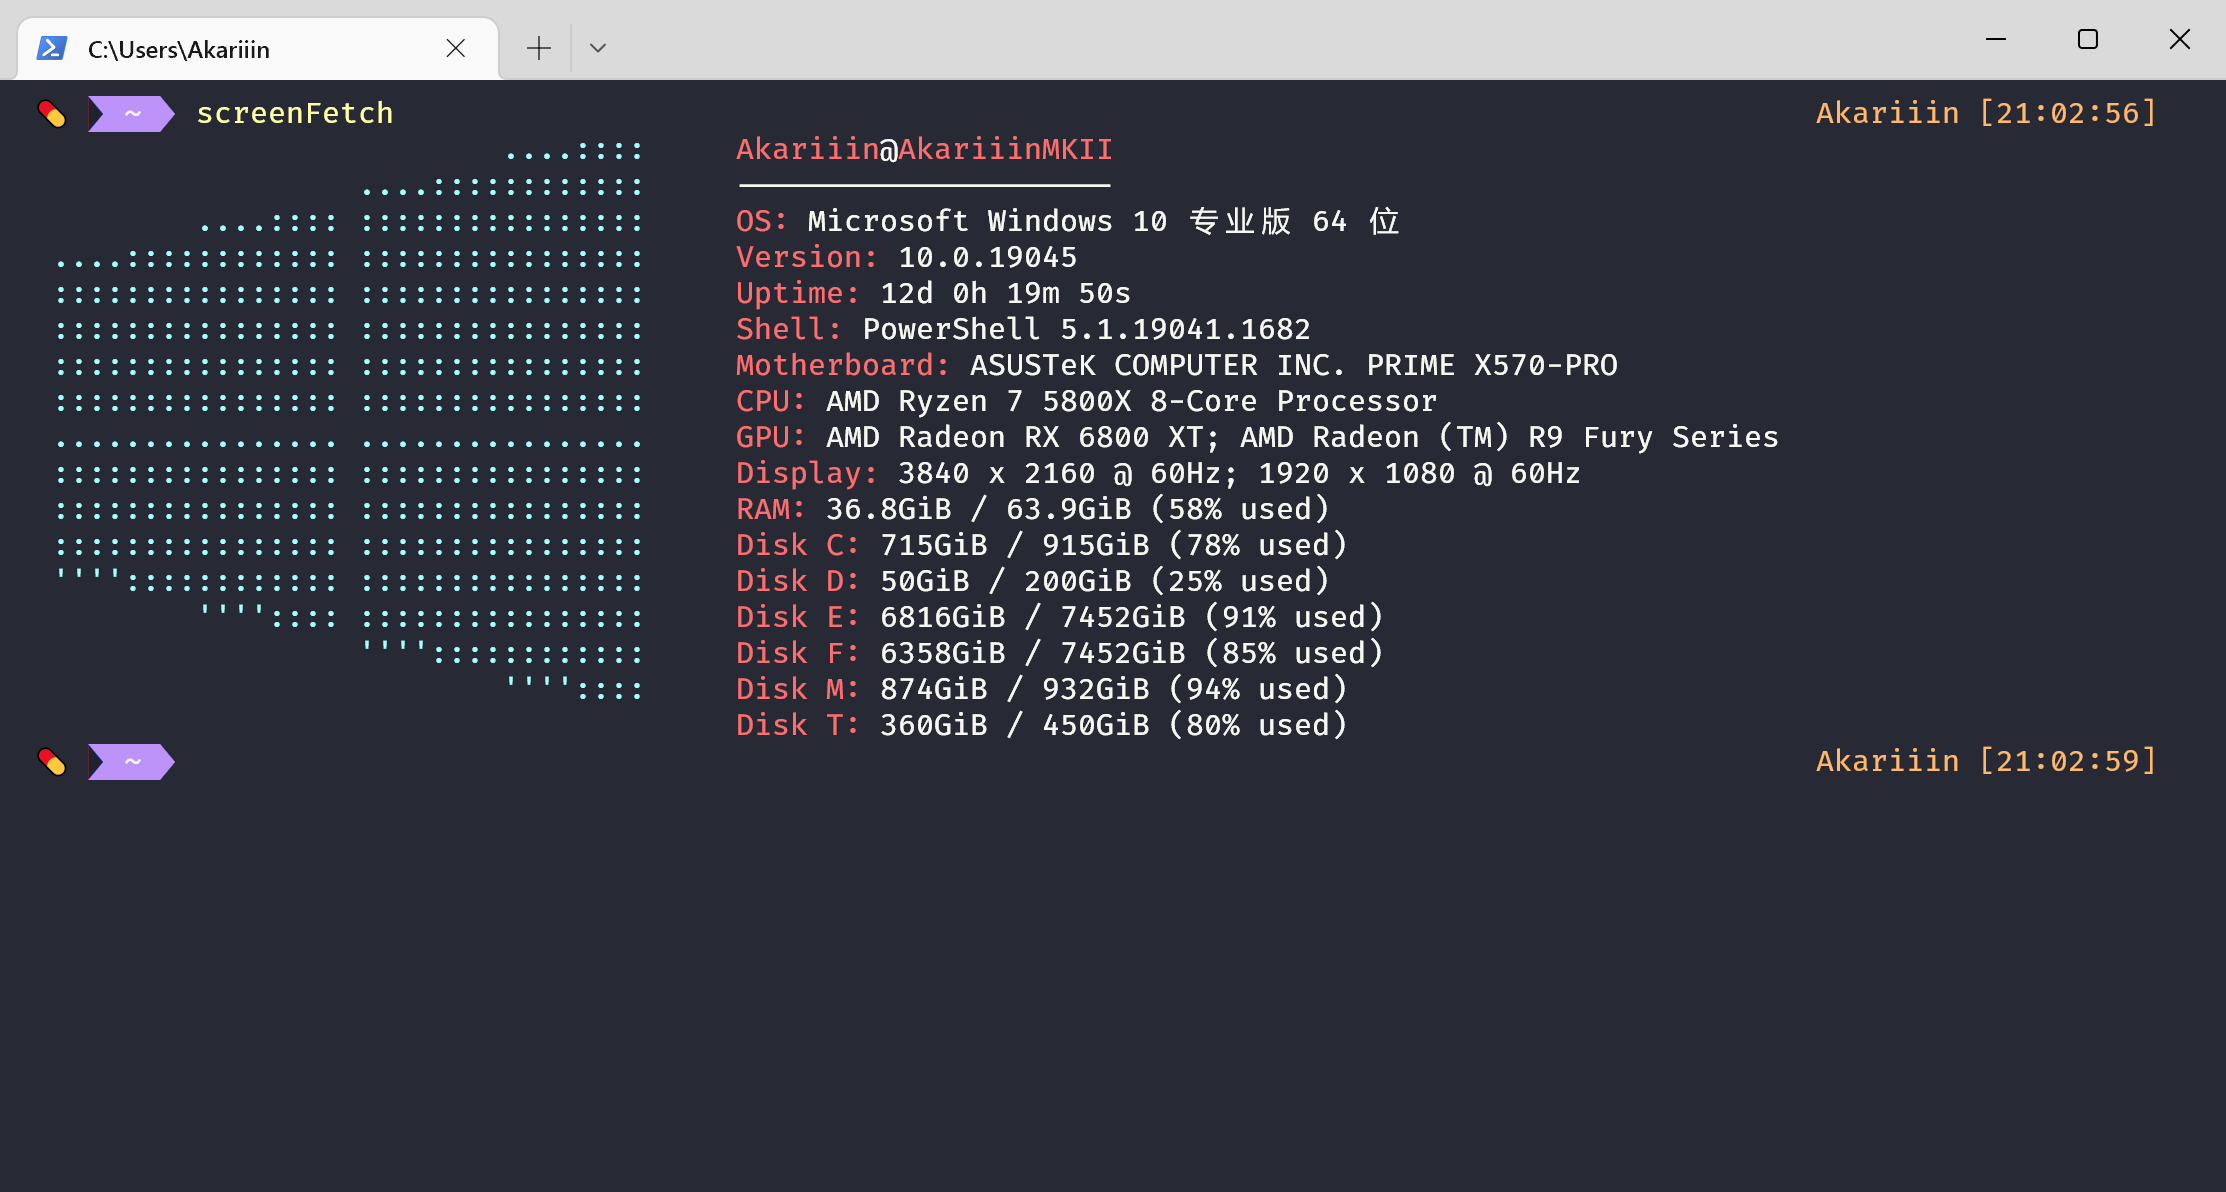 C:\Users\Akariiin
~ screenFetch Akariiin [21:02:56]
Akariiin@AkariiinMKII
OS: Microsoft Windows 10 专业版 64 位
Version: 10.0.19045
Uptime: 12d 0h 19m 50s
Shell: PowerShell 5.1.19041.1682
Motherboard: ASUSTeK COMPUTER INC. PRIME X570-PRO
CPU: AMD Ryzen 7 5800X 8-Core Processor
GPU: AMD Radeon RX 6800 XT; AMD Radeon (TM) R9 Fury Series
Display: 3840 x 2160 @ 60Hz; 1920 x 1080 @ 60Hz
RAM: 36.8GiB / 63.9GiB (58% used)
Disk C: 715GiB / 915GiB (78% used)
Disk D: 50GiB / 200GiB (25% used)
Disk E: 6816GiB / 7452GiB (91% used)
Disk F: 6358GiB / 7452GiB (85% used)
Disk M: 874GiB / 932GiB (94% used)
Disk T: 360GiB / 450GiB (80% used)
~ Akariiin [21:02:59]